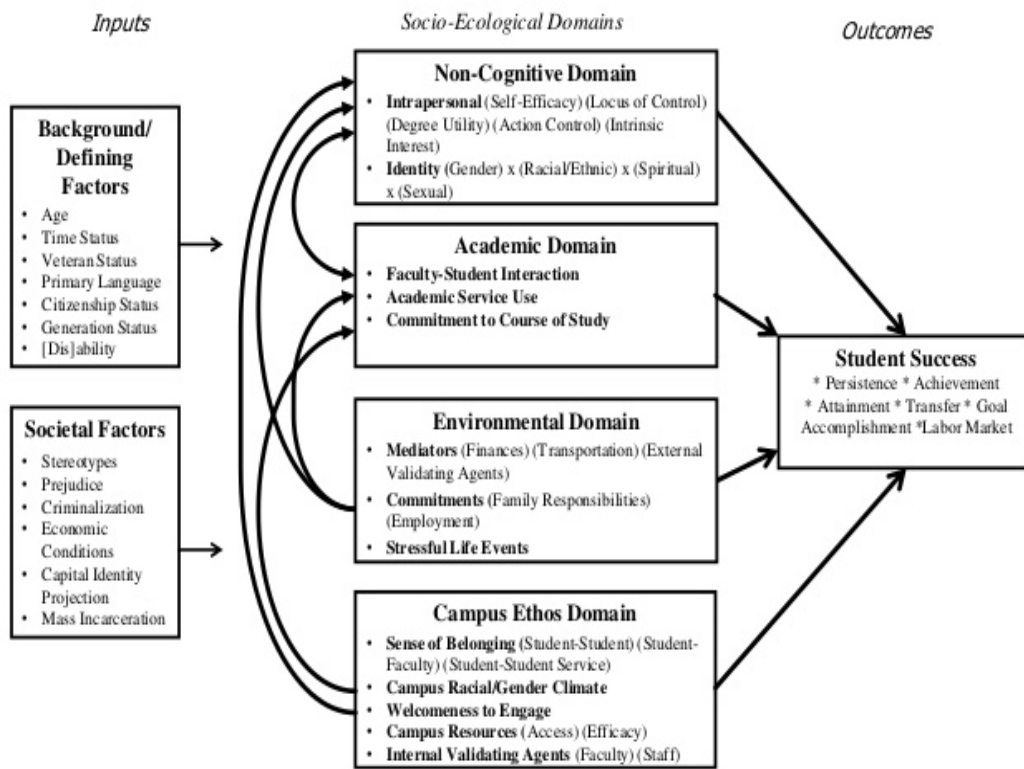 Inputs
Socio-Ecological Domains
Outcomes
Background/
Defining
Factors
• Age
• Time Status
• Veteran Status
• Primary Language
• Citizenship Status
• Generation Status
• [Dis]ability
Societal Factors
• Stereotypes
• Prejudice
• Criminalization
• Economic
Conditions
• Capital Identity
Projection
• Mass Incarceration
Non-Cognitive Domain
• Intrapersonal (Self-Efficacy) (Locus of Control)
(Degree Utility) (Action Control) (Intrinsic
Interest)
• Identity (Gender) x (Racial/Ethnic) x (Spiritual)
x (Sexual)
Academic Domain
• Faculty-Student Interaction
• Academic Service Use
• Commitment to Course of Study
Environmental Domain
• Mediators (Finances) (Transportation) (External
Validating Agents)
• Commitments (Family Responsibilities)
(Employment)
• Stressful Life Events
Campus Ethos Domain
• Sense of Belonging (Student-Student) (Student-
Faculty) (Student-Student Service)
• Campus Racial/Gender Climate
• Welcomeness to Engage
• Campus Resources (Access) (Efficacy)
• Internal Validating Agents (Faculty) (Staff)
Student Success
* Persistence * Achievement
* Attainment * Transfer * Goal
Accomplishment *Labor Market